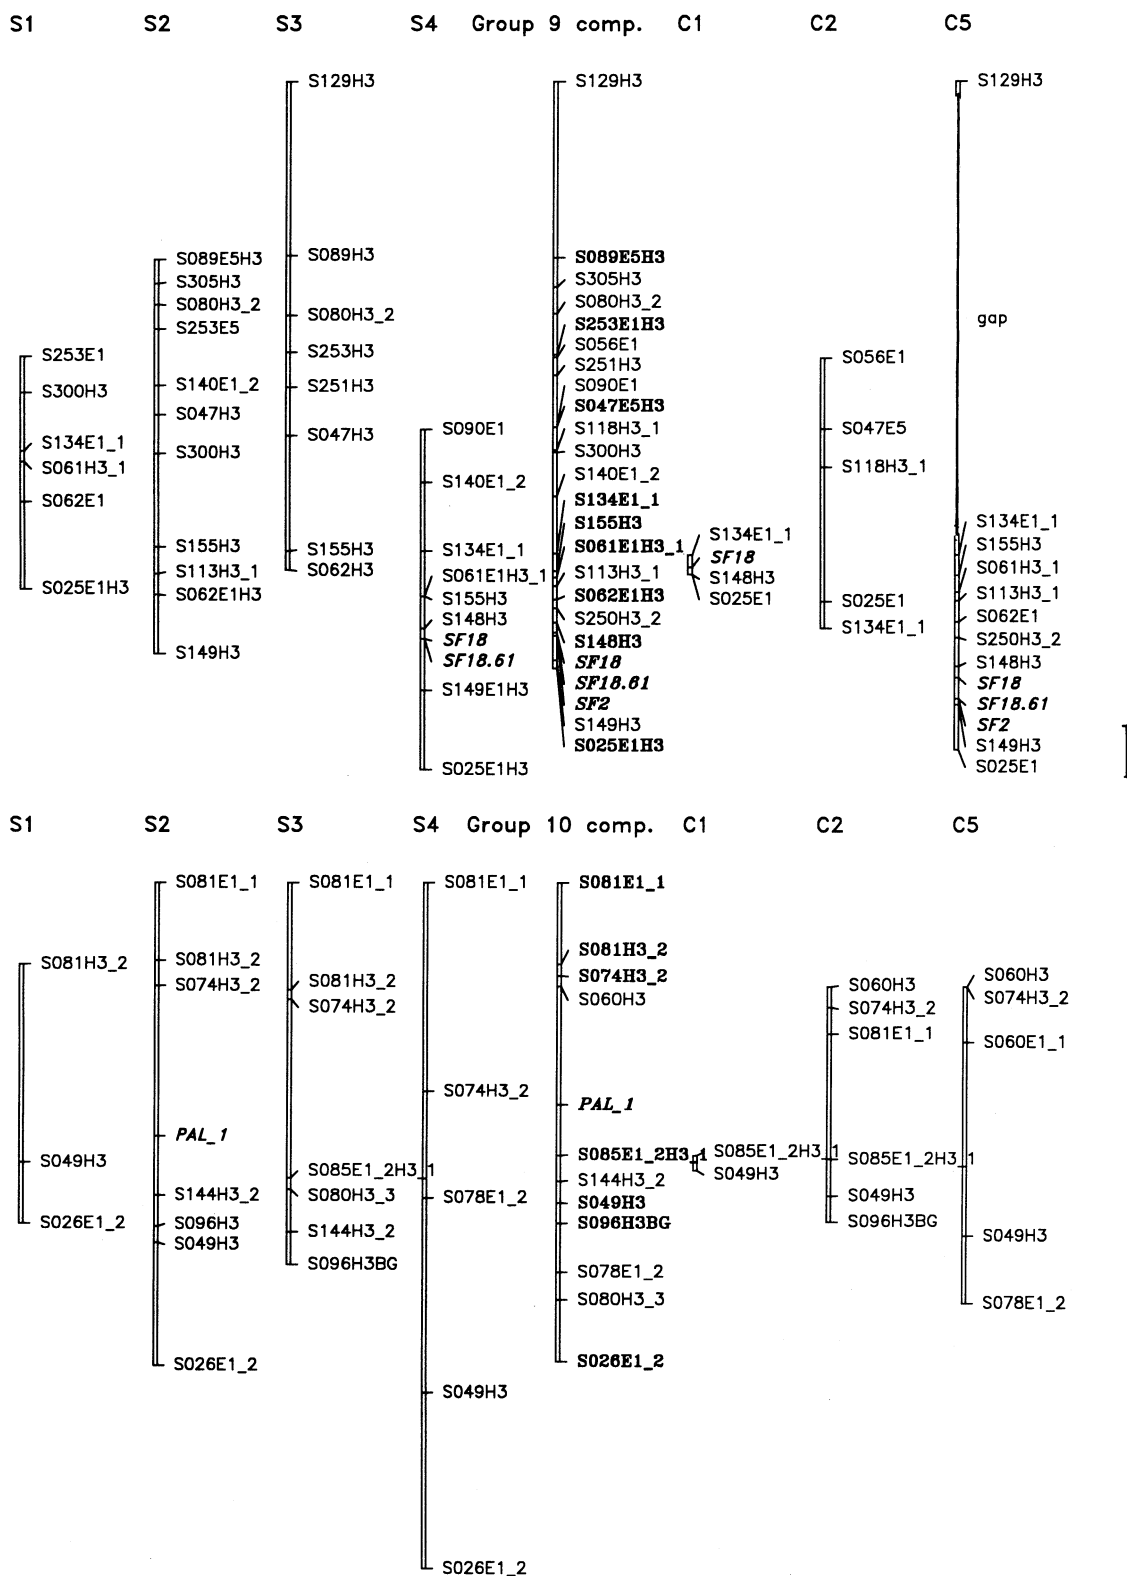 S1 S2 S3 S4 Group 9 comp. C1 C2 C5
S253E1
S300H3
S134E1_1
S061H3_1
S062E1
S025E1H3
S089E5H3
S305H3
S080H3_2
S253E5
S140E1_2
S047H3
S300H3
S155H3
S113H3_1
S062E1H3
S149H3
S129H3
S089H3
S080H3_2
S253H3
S251H3
S047H3
S155H3
S062H3
S090E1
S140E1_2
S134E1_1
S061E1H3_1
S155H3
S148H3
SF18
SF18.61
S149E1H3
S025E1H3
S129H3
S089E5H3
S305H3
S080H3_2
S253E1H3
S056E1
S251H3
S090E1
S047E5H3
S118H3_1
S300H3
S140E1_2
S134E1_1
S155H3
S061E1H3_1
S113H3_1
S062E1H3
S250H3_2
S148H3
SF18
SF18.61
SF2
S149H3
S025E1H3
S134E1_1
SF18
S148H3
S025E1
S056E1
S047E5
S118H3_1
S025E1
S134E1_1
S129H3
gap
S134E1_1
S155H3
S061H3_1
S113H3_1
S062E1
S250H3_2
S148H3
SF18
SF18.61
SF2
S149H3
S025E1
S1 S2 S3 S4 Group 10 comp. C1 C2 C5
S081H3_2
S049H3
S026E1_2
S081E1_1
S081H3_2
S074H3_2
PAL_1
S144H3_2
S096H3
S049H3
S026E1_2
S081E1_1
S081H3_2
S074H3_2
S085E1_2H3_1
S080H3_3
S144H3_2
S096H3BG
S081E1_1
S074H3_2
S078E1_2
S049H3
S026E1_2
S081E1_1
S081H3_2
S074H3_2
S060H3
PAL_1
S085E1_2H3_1
S144H3_2
S049H3
S096H3BG
S078E1_2
S080H3_3
S026E1_2
S085E1_2H3_1
S049H3
S060H3
S074H3_2
S081E1_1
S085E1_2H3_1
S049H3
S096H3BG
S060H3
S074H3_2
S060E1_1
S049H3
S078E1_2